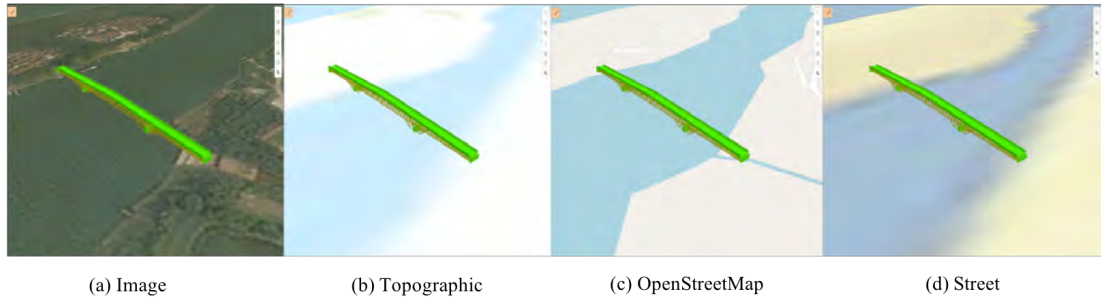 (a) Image
(b) Topographic
(c) OpenStreetMap
(d) Street